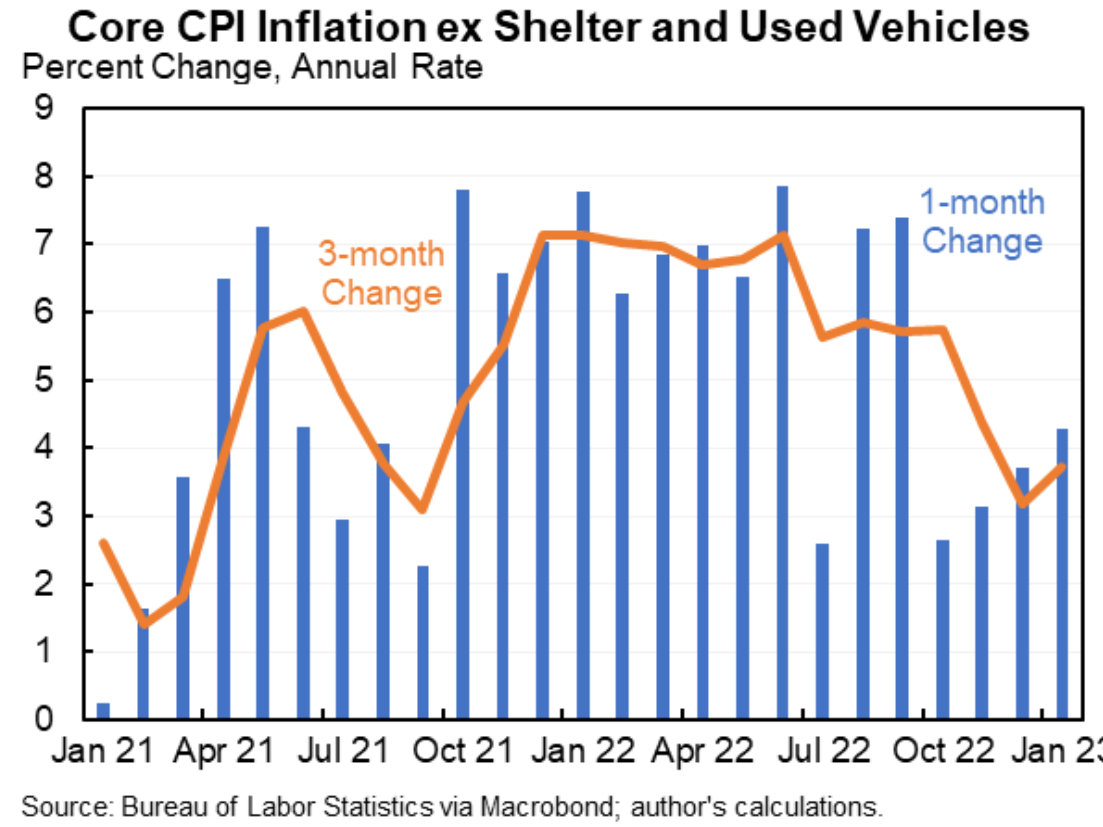 Core CPI Inflation ex Shelter and Used Vehicles
Percent Change, Annual Rate
9
8
7
6
5
4
3
2
1
0
3-month
Change
1-month
Change
Jan 21 Apr 21 Jul 21 Oct 21 Jan 22 Apr 22 Jul 22 Oct 22 Jan 23
Source: Bureau of Labor Statistics via Macrobond; author's calculations.